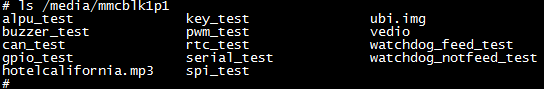 # ls /media/mmcblk1p1
alpu_test key_test ubi.img
buzzer_test pwm_test vedio
can_test rtc_test watchdog_feed_test
gpio_test serial_test watchdog_notfeed_test
hotelcalifornia.mp3 spi_test
#